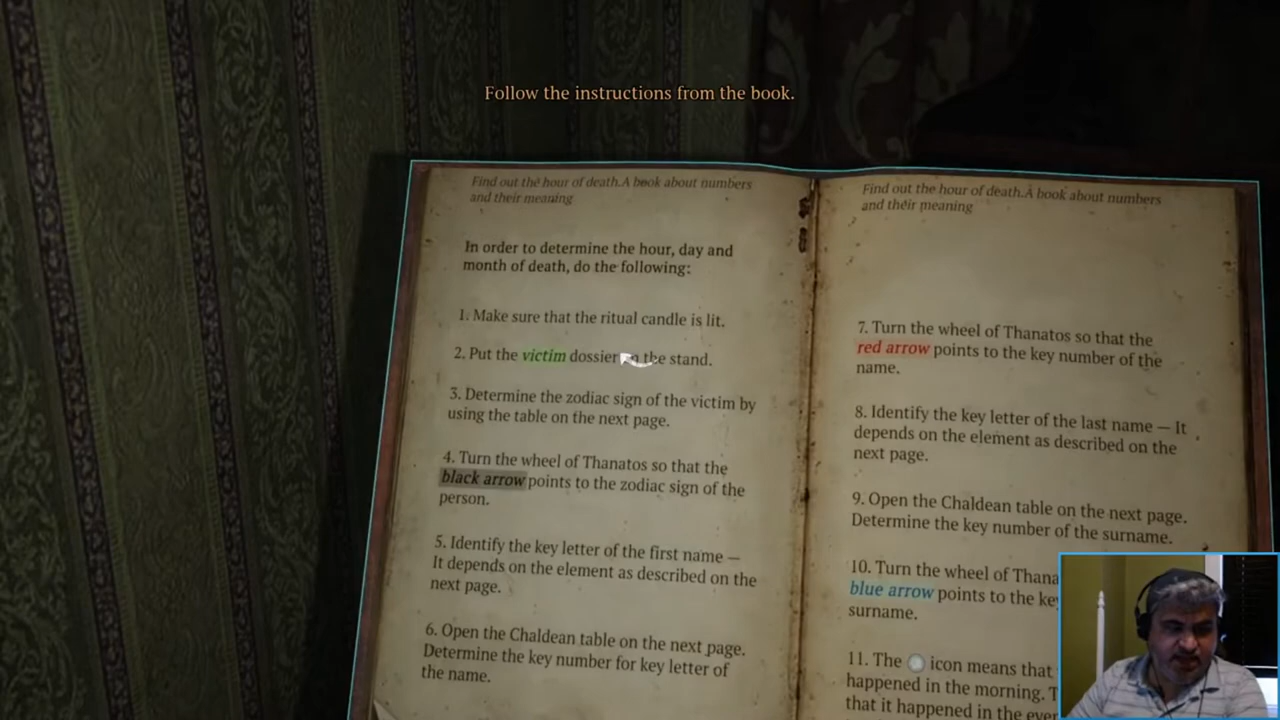 Follow the instructions from the book.
Find out the hour of death.A book about numbers
and their meaning
In order to determine the hour, day and
month of death, do the following:
1. Make sure that the ritual candle is lit.
2. Put the victim dossier the stand.
3. Determine the zodiac sign of the victim by
using the table on the next page.
4. Turn the wheel of Thanatos so that the
black arrow points to the zodiac sign of the
person.
5. Identify the key letter of the first name —
It depends on the element as described on the
next page.
6. Open the Chaldean table on the next page.
Determine the key number for key letter of
the name.
Find out the hour of death.A book about numbers
and their meaning
7. Turn the wheel of Thanatos so that the
red arrow points to the key number of the
name.
8. Identify the key letter of the last name — It
depends on the element as described on the
next page.
9. Open the Chaldean table on the next page.
Determine the key number of the surname.
10. Turn the wheel of
blue arrow points to the
surname.
11. The icon means that
happened in the morning.
that it happened in the